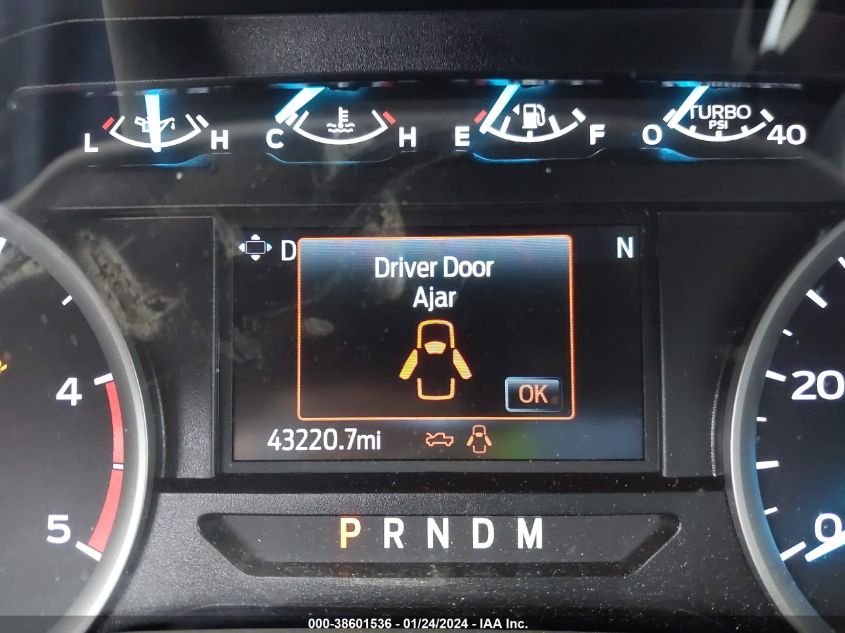 L H C H E F 0 TURBO PSI 40
D N
Driver Door
Ajar
OK
43220.7mi
4
5
20
0
P R N D M
000-38601536 - 01/24/2024 - IAA Inc.